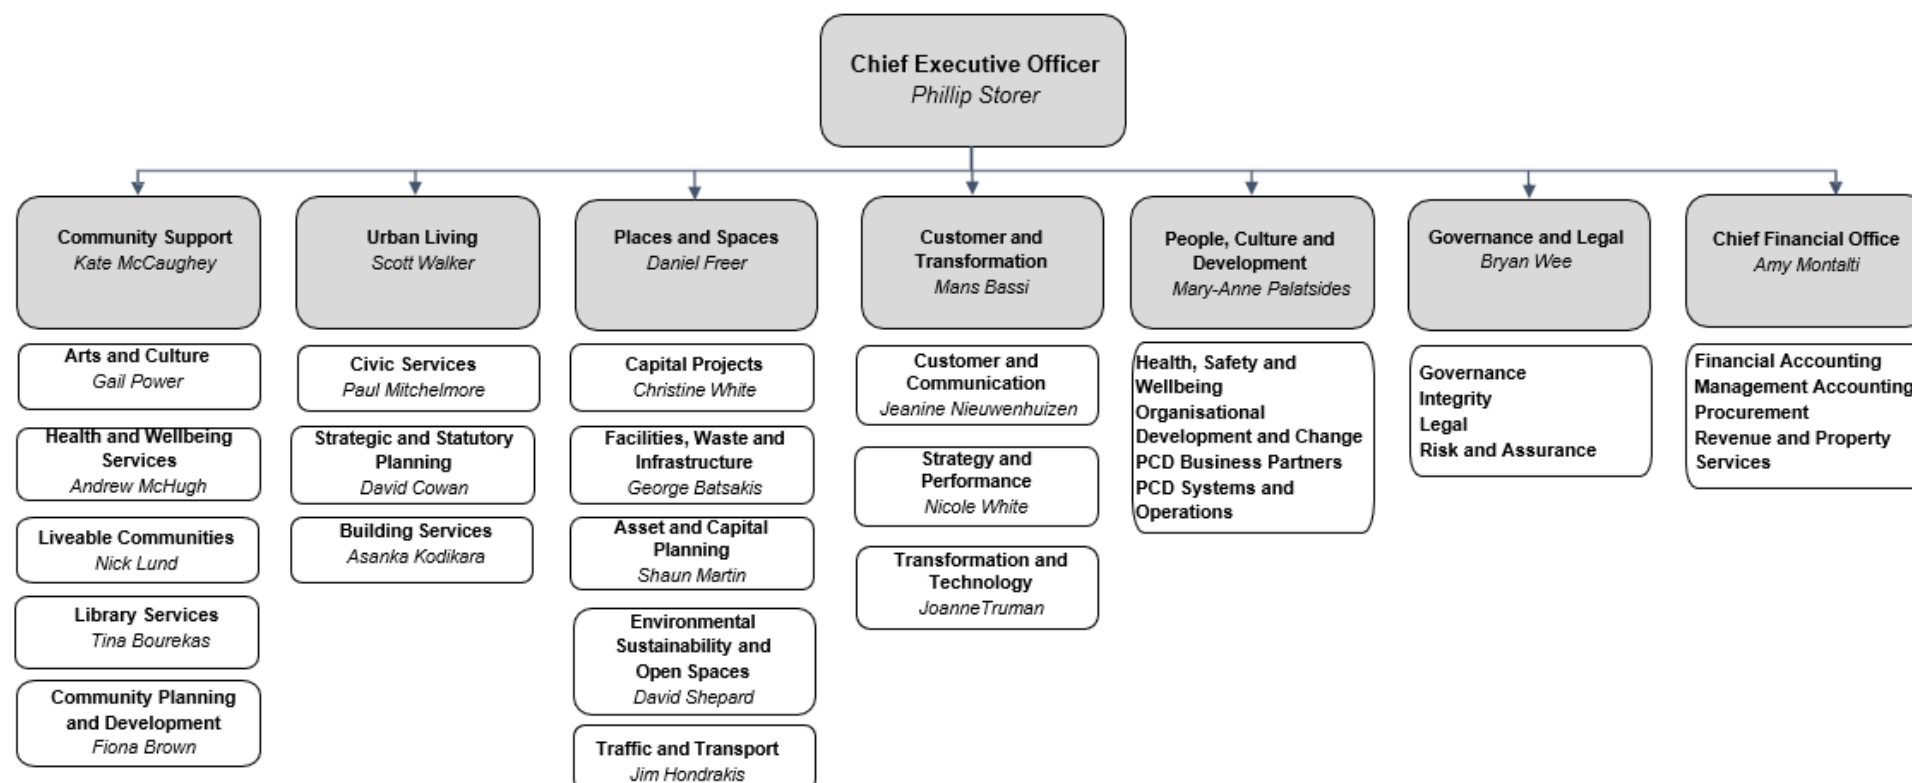 Chief Executive Officer
Phillip Storer
Community Support
Kate McCaughey
Arts and Culture
Gail Power
Health and Wellbeing
Services
Andrew McHugh
Liveable Communities
Nick Lund
Library Services
Tina Bourekas
Community Planning
and Development
Fiona Brown
Urban Living
Scott Walker
Civic Services
Paul Mitchelmore
Strategic and Statutory
Planning
David Cowan
Building Services
Asanka Kodikara
Places and Spaces
Daniel Freer
Capital Projects
Christine White
Facilities, Waste and
Infrastructure
George Batsakis
Asset and Capital
Planning
Shaun Martin
Environmental
Sustainability and
Open Spaces
David Shepard
Traffic and Transport
Jim Hondrakis
Customer and
Transformation
Mans Bassi
Customer and
Communication
Jeanine Nieuwenhuizen
Strategy and
Performance
Nicole White
Transformation and
Technology
JoanneTruman
People, Culture and
Development
Mary-Anne Palatsides
Health, Safety and
Wellbeing
Organisational
Development and Change
PCD Business Partners
PCD Systems and
Operations
Governance and Legal
Bryan Wee
Governance
Integrity
Legal
Risk and Assurance
Chief Financial Office
Amy Montalti
Financial Accounting
Management Accounting
Procurement
Revenue and Property
Services